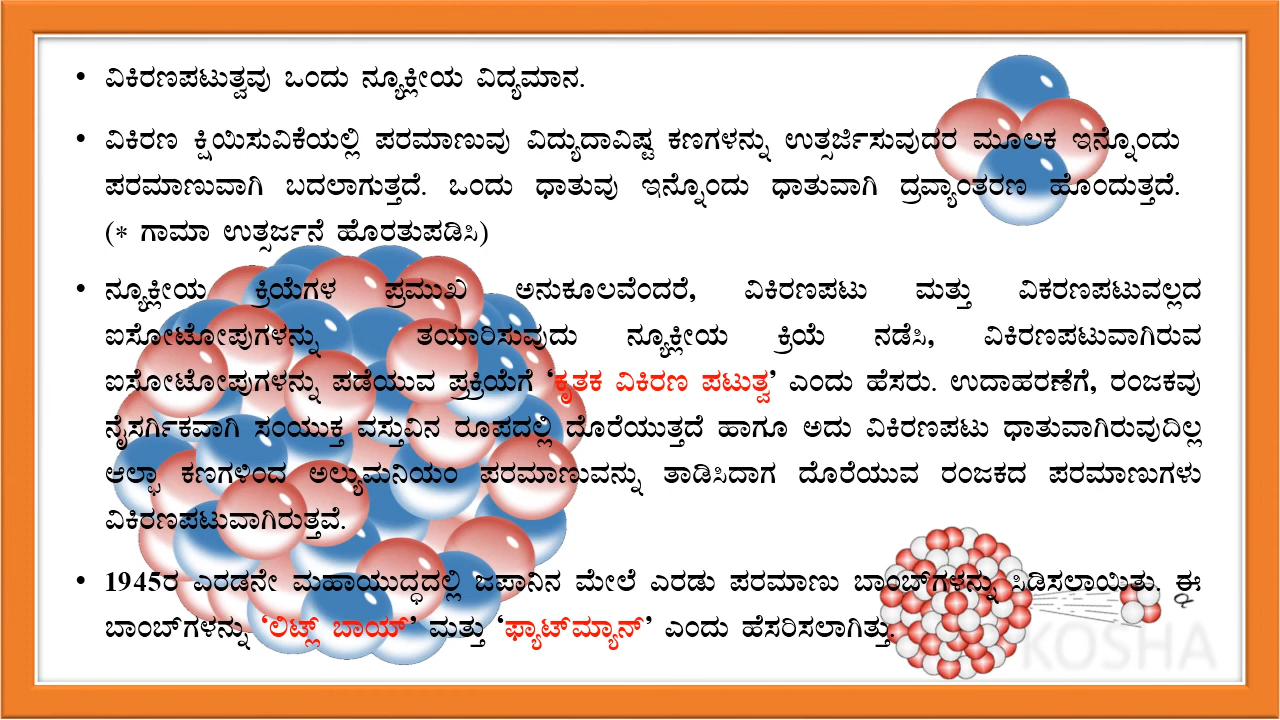 • ವಿಕಿರಣಪಟುತ್ವವು ಒಂದು ನ್ಯೂಕ್ಲೀಯ ವಿದ್ಯಮಾನ.
• ವಿಕಿರಣ ಕ್ಷಿಯಿಸುವಿಕೆಯಲ್ಲಿ ಪರಮಾಣುವು ವಿದ್ಯುದಾವಿಷ್ಟ ಕಣಗಳನ್ನು ಉತ್ಸರ್ಜಿಸುವುದರ ಮೂಲಕ ಇನ್ನೊಂದು
ಪರಮಾಣುವಾಗಿ ಬದಲಾಗುತ್ತದೆ. ಒಂದು ಧಾತುವು ಇನ್ನೊಂದು ಧಾತುವಾಗಿ ದ್ರವ್ಯಾಂತರಣ ಹೊಂದುತ್ತದೆ.
(* ಗಾಮಾ ಉತ್ಸರ್ಜನೆ ಹೊರತುಪಡಿಸಿ)
• ನ್ಯೂಕ್ಲೀಯ ಕ್ರಿಯೆಗಳ ಪ್ರಮುಖ ಅನುಕೂಲವೆಂದರೆ, ವಿಕಿರಣಪಟು ಮತ್ತು ವಿಕರಣಪಟುವಲ್ಲದ
ಐಸೋಟೋಪುಗಳನ್ನು ತಯಾರಿಸುವುದು ನ್ಯೂಕ್ಲೀಯ ಕ್ರಿಯೆ ನಡೆಸಿ, ವಿಕಿರಣಪಟುವಾಗಿರುವ
ಐಸೋಟೋಪುಗಳನ್ನು ಪಡೆಯುವ ಪ್ರಕ್ರಿಯೆಗೆ ‘ಕೃತಕ ವಿಕಿರಣ ಪಟುತ್ವ’ ಎಂದು ಹೆಸರು. ಉದಾಹರಣೆಗೆ, ರಂಜಕವು
ನೈಸರ್ಗಿಕವಾಗಿ ಸಂಯುಕ್ತ ವಸ್ತುವಿನ ರೂಪದಲ್ಲಿ ದೊರೆಯುತ್ತದೆ ಹಾಗೂ ಅದು ವಿಕಿರಣಪಟು ಧಾತುವಾಗಿರುವುದಿಲ್ಲ
ಆಲ್ಫಾ ಕಣಗಳಿಂದ ಅಲ್ಯುಮನಿಯಂ ಪರಮಾಣುವನ್ನು ತಾಡಿಸಿದಾಗ ದೊರೆಯುವ ರಂಜಕದ ಪರಮಾಣುಗಳು
ವಿಕಿರಣಪಟುವಾಗಿರುತ್ತವೆ.
• 1945ರ ಎರಡನೇ ಮಹಾಯುದ್ಧದಲ್ಲಿ ಜಪಾನಿನ ಮೇಲೆ ಎರಡು ಪರಮಾಣು ಬಾಂಬ್‌ಗಳನ್ನು ಸಿಡಿಸಲಾಯಿತು. ಈ
ಬಾಂಬ್‌ಗಳನ್ನು ‘ಲಿಟ್ಲ್ ಬಾಯ್’ ಮತ್ತು ‘ಫ್ಯಾಟ್‌ಮ್ಯಾನ್’ ಎಂದು ಹೆಸರಿಸಲಾಗಿತ್ತು.
α
KOSHA